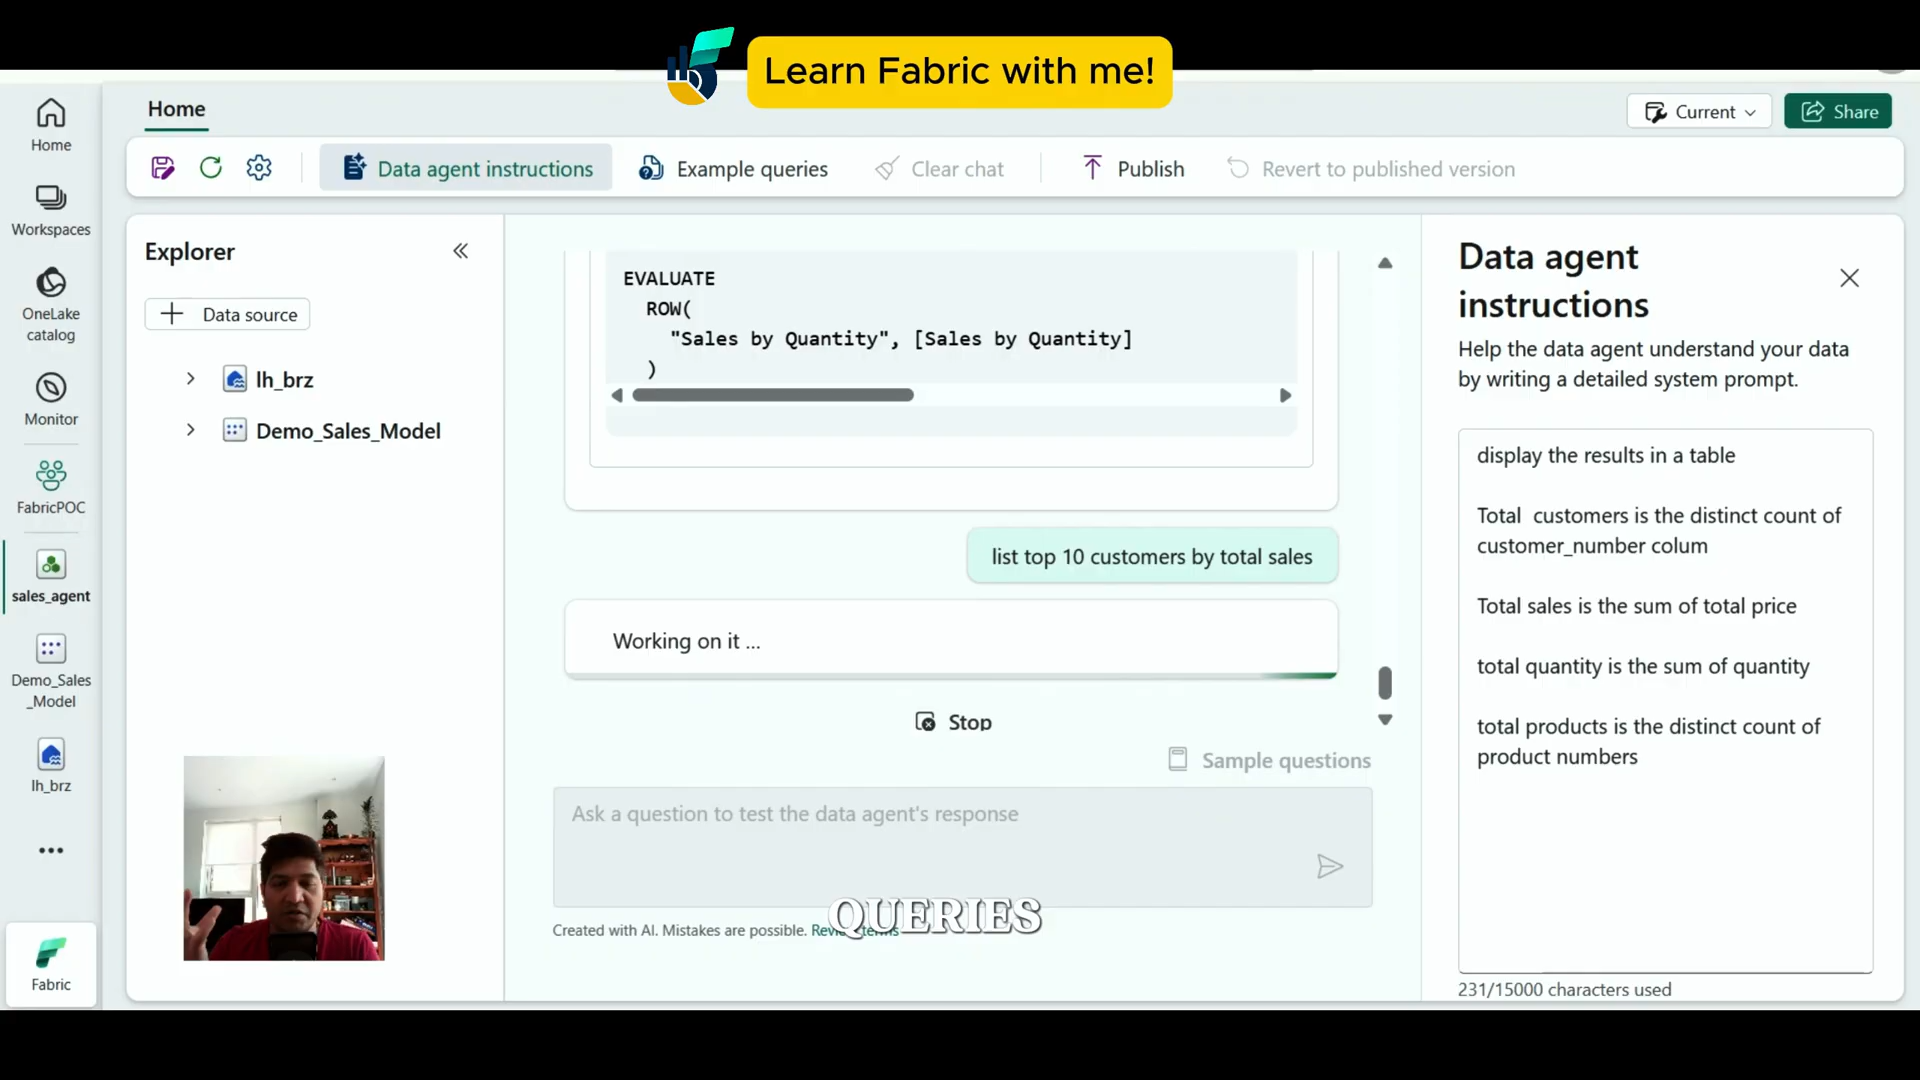 Learn Fabric with me!
Home
Current
Share
Data agent instructions
Example queries
Clear chat
Publish
Revert to published version
Home
Workspaces
OneLake
catalog
Monitor
FabricPOC
sales_agent
Demo_Sales
_Model
lh_brz
Fabric
Explorer
Data source
lh_brz
Demo_Sales_Model
EVALUATE
ROW(
"Sales by Quantity", [Sales by Quantity]
)
list top 10 customers by total sales
Working on it ...
Stop
Sample questions
Ask a question to test the data agent's response
QUERIES
Created with AI. Mistakes are possible. Review terms
Data agent
instructions
Help the data agent understand your data
by writing a detailed system prompt.
display the results in a table
Total  customers is the distinct count of
customer_number colum
Total sales is the sum of total price
total quantity is the sum of quantity
total products is the distinct count of
product numbers
231/15000 characters used